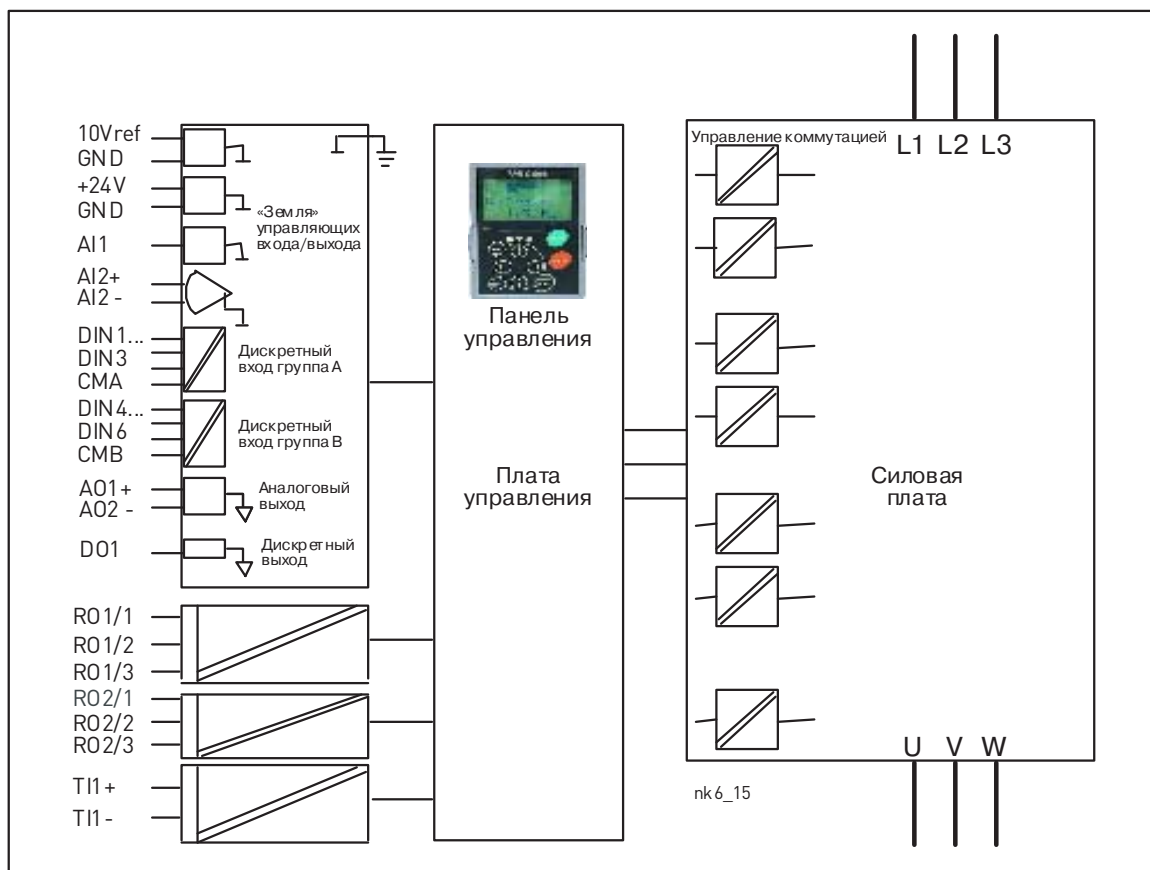 10Vref
GND
+24V
GND
AI1
AI2+
AI2 -
DIN1...
DIN3
CMA
DIN4...
DIN6
CMB
AO1+
AO2 -
DO1
RO1/1
RO1/2
RO1/3
RO2/1
RO2/2
RO2/3
TI1+
TI1-
«Земля»
управляющих
входа/выхода
Дискретный
вход группа A
Дискретный
вход группа B
Аналоговый
выход
Дискретный
выход
Панель
управления
Плата
управления
Управление коммутацией
L1 L2 L3
Силовая
плата
U V W
nk6_15